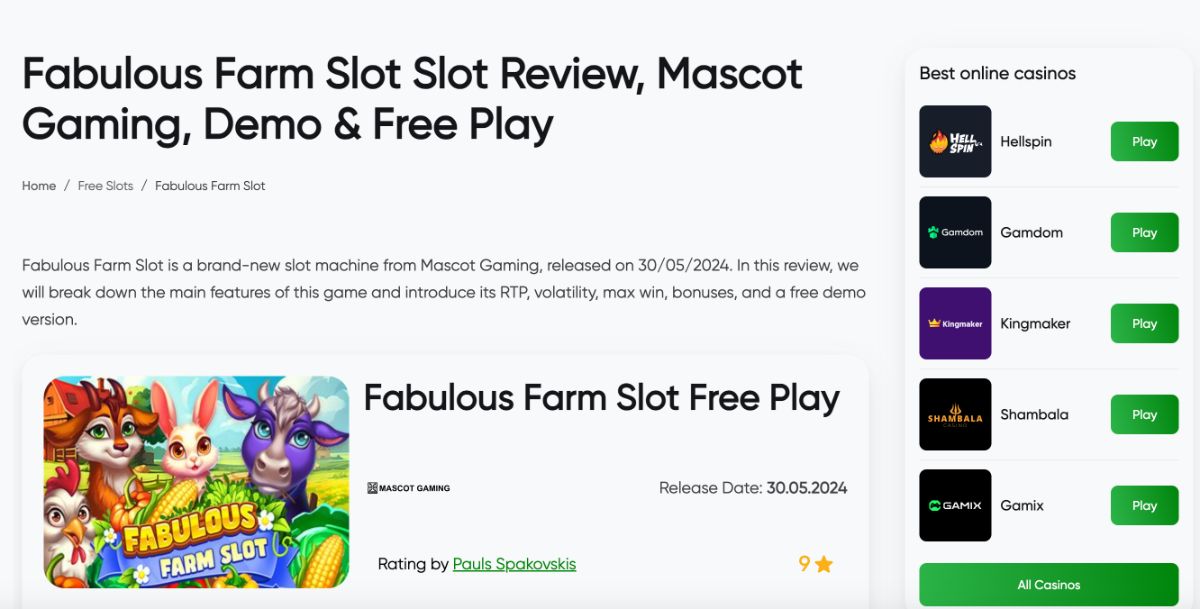 Fabulous Farm Slot Slot Review, Mascot
Gaming, Demo & Free Play
Home / Free Slots / Fabulous Farm Slot
Fabulous Farm Slot is a brand-new slot machine from Mascot Gaming, released on 30/05/2024. In this review, we
will break down the main features of this game and introduce its RTP, volatility, max win, bonuses, and a free demo
version.
FABULOUS
FARM SLOT
Fabulous Farm Slot Free Play
MASCOT GAMING
Release Date: 30.05.2024
Rating by Pauls Spakovskis
9
Best online casinos
HELL
SPIN
Hellspin
Play
Gamdom
Gamdom
Play
Kingmaker
Kingmaker
Play
SHAMBALA
CASINO
Shambala
Play
GAMIX
Gamix
Play
All Casinos